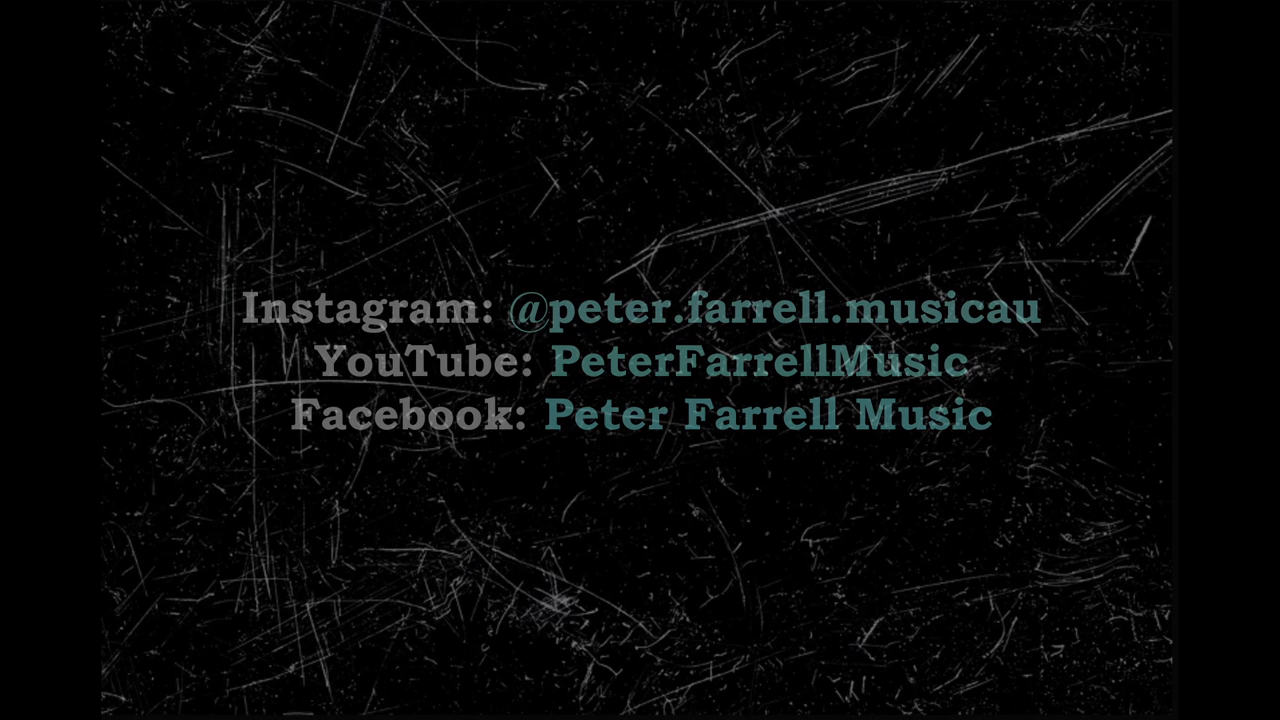 Instagram: @peter.farrell.musicau
YouTube: PeterFarrellMusic
Facebook: Peter Farrell Music